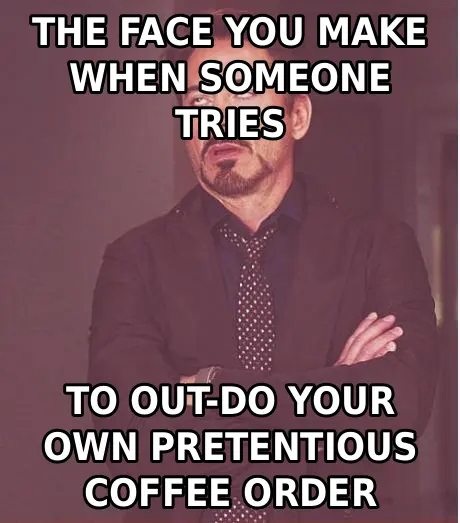 THE FACE YOU MAKE
WHEN SOMEONE
TRIES
TO OUT-DO YOUR
OWN PRETENTIOUS
COFFEE ORDER